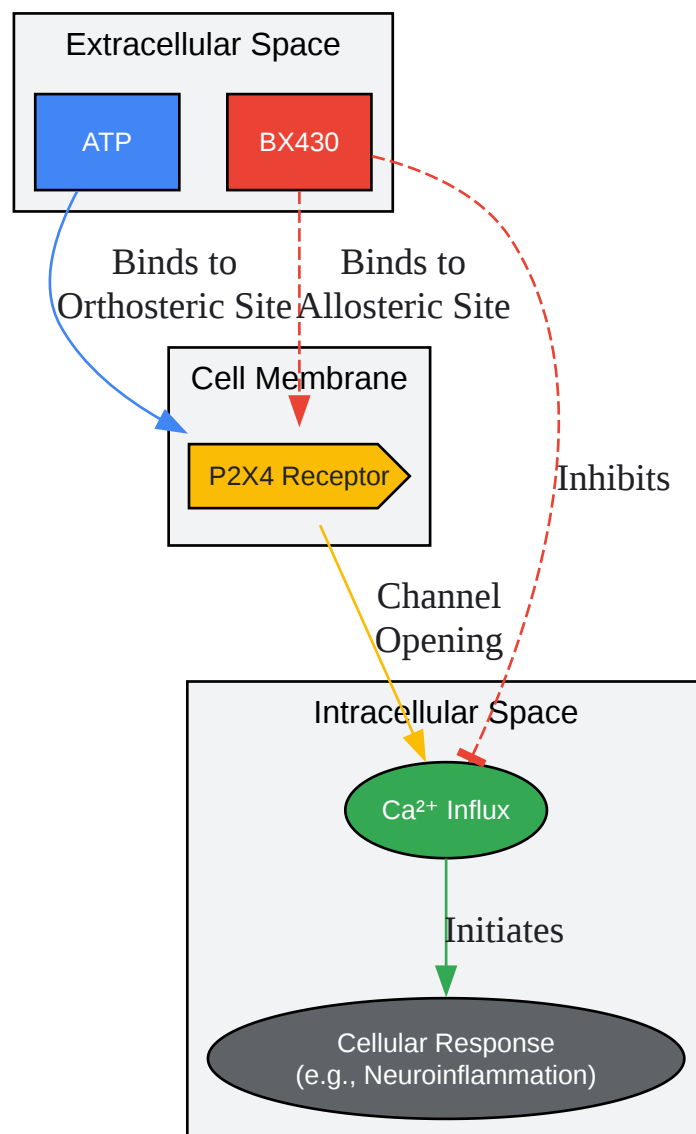 Extracellular Space
ATP
BX430
Binds to
Orthosteric Site
Binds to
Allosteric Site
Cell Membrane
P2X4 Receptor
Inhibits
Channel
Opening
Intracellular Space
Ca²⁺ Influx
Initiates
Cellular Response
(e.g., Neuroinflammation)